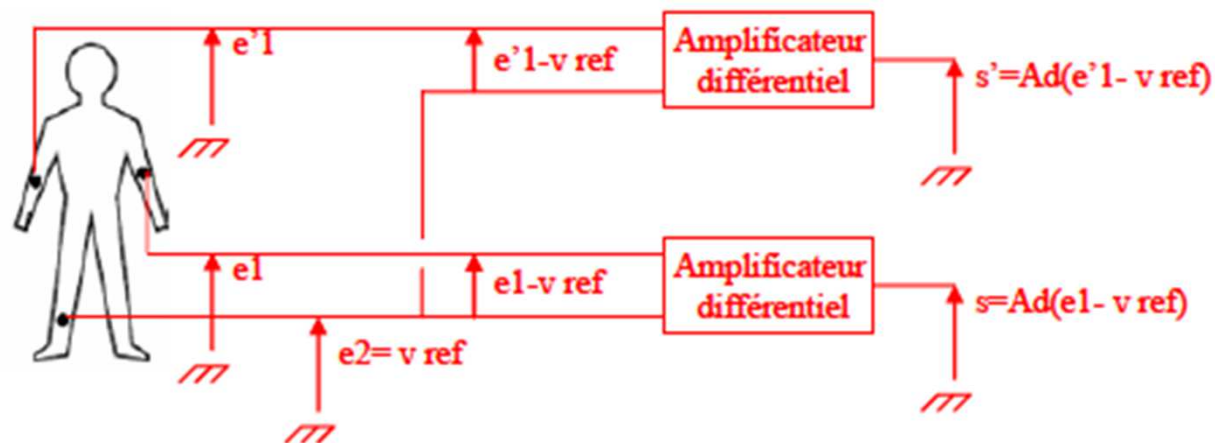 e'1
e'1-v ref
Amplificateur
différentiel
s'=Ad(e'1- v ref)
e1
e1-v ref
Amplificateur
différentiel
s=Ad(e1- v ref)
e2= v ref